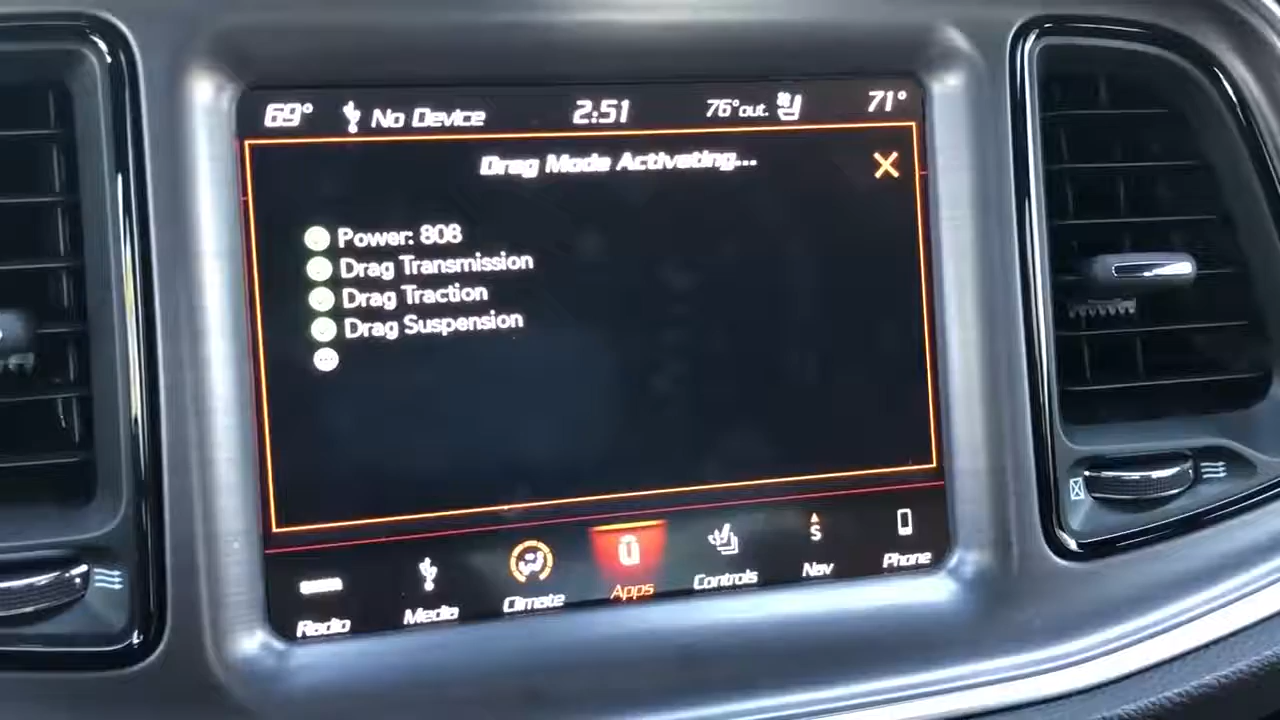 69° No Device 2:51 76°out. 71°
Drag Mode Activating...
Power: 808
Drag Transmission
Drag Traction
Drag Suspension
Radio Media Climate Apps Controls S Nav Phone